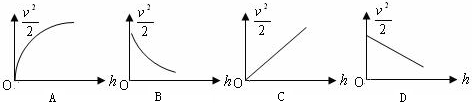 v²/2 v²/2 v²/2 v²/2
O h O h O h O h
A B C D